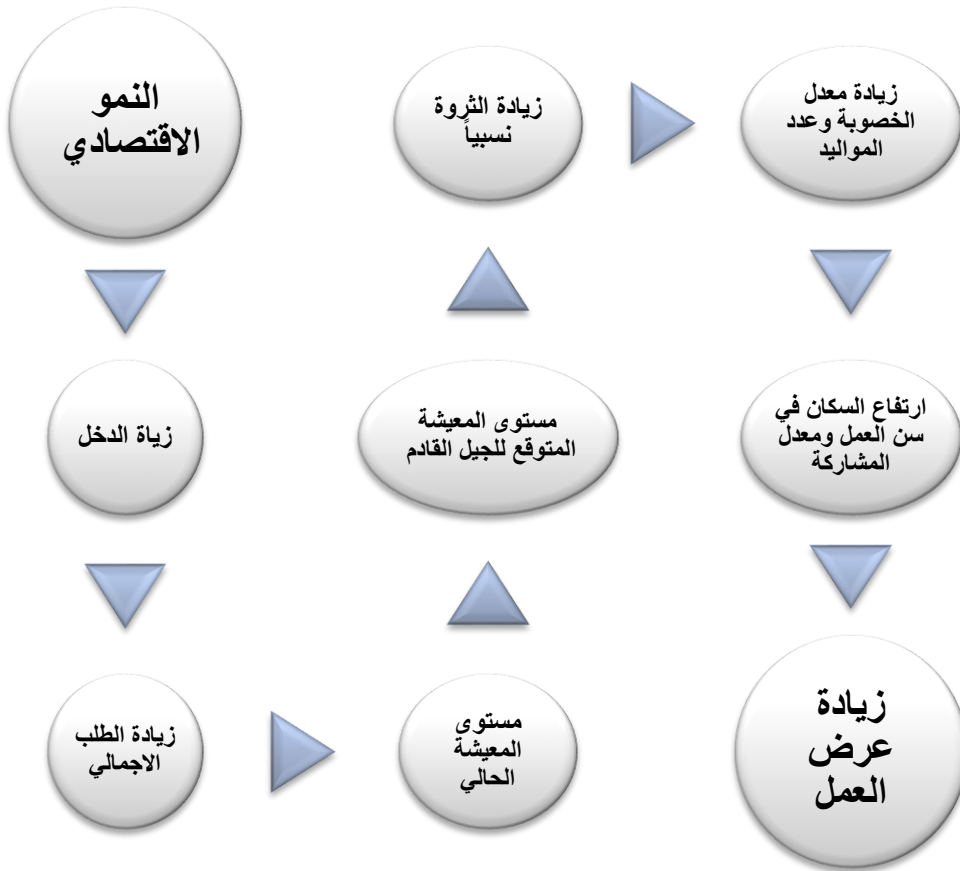 النمو
الاقتصادي
زياة الدخل
زيادة الطلب
الاجمالي
مستوى
المعيشة
الحالي
مستوى المعيشة
المتوقع للجيل القادم
زيادة الثروة
نسبياً
زيادة معدل
الخصوبة وعدد
المواليد
ارتفاع السكان في
سن العمل ومعدل
المشاركة
زيادة
عرض
العمل